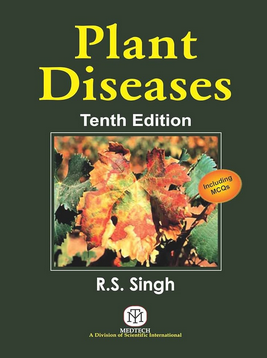 Plant
Diseases
Tenth Edition
Including
MCQs
R.S. Singh
MEDTECH
A Division of Scientific International